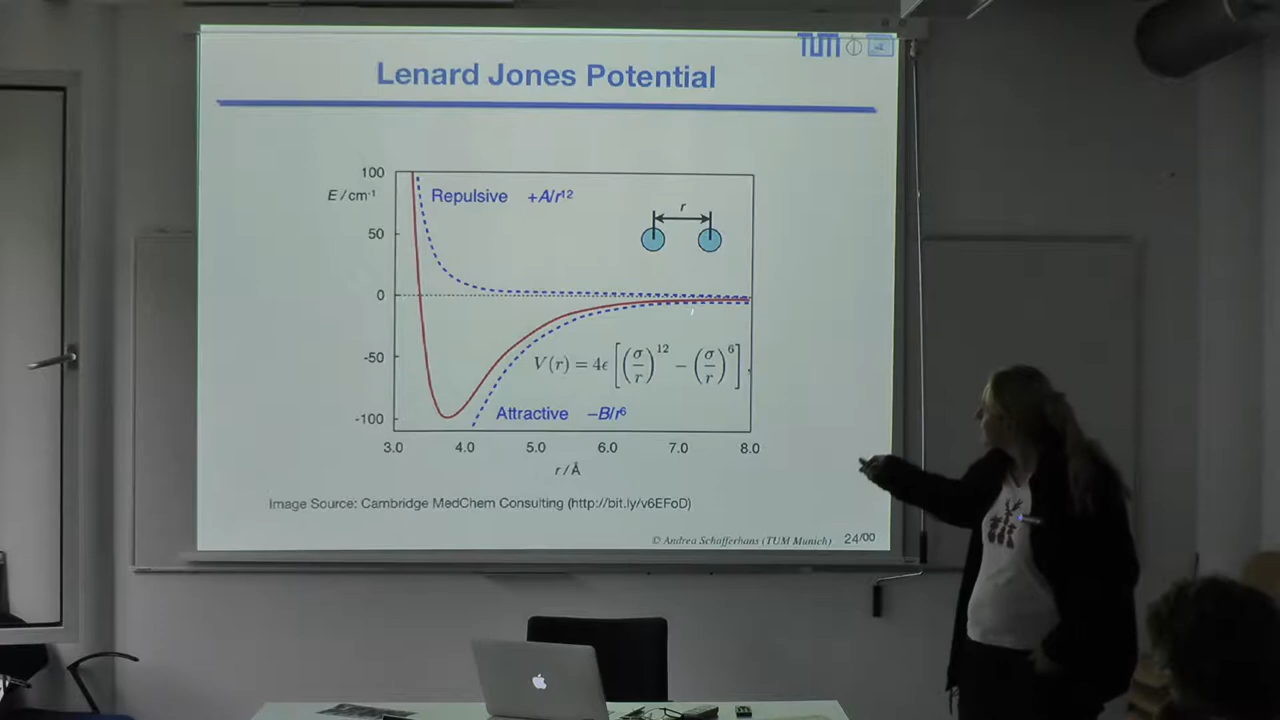 TUM
Lenard Jones Potential
100
E / cm⁻¹
Repulsive +A/r¹²
r
50
0
-50
V(r) = 4ϵ [(σ/r)¹² − (σ/r)⁶],
-100
Attractive −B/r⁶
3.0 4.0 5.0 6.0 7.0 8.0
r / Å
Image Source: Cambridge MedChem Consulting (http://bit.ly/v6EFoD)
© Andrea Schafferhans (TUM Munich) 24/00